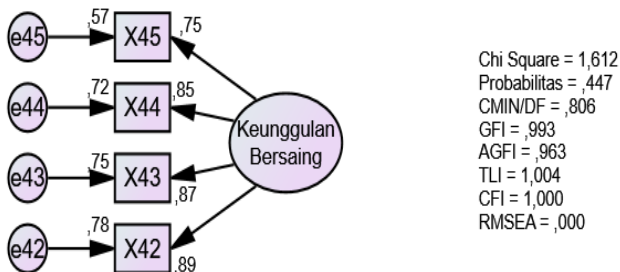 ,57
e45
X45
,75
,72
e44
X44
,85
Keunggulan
Bersaing
,75
e43
X43
,87
,78
e42
X42
,89
Chi Square = 1,612
Probabilitas = ,447
CMIN/DF = ,806
GFI = ,993
AGFI = ,963
TLI = 1,004
CFI = 1,000
RMSEA = ,000